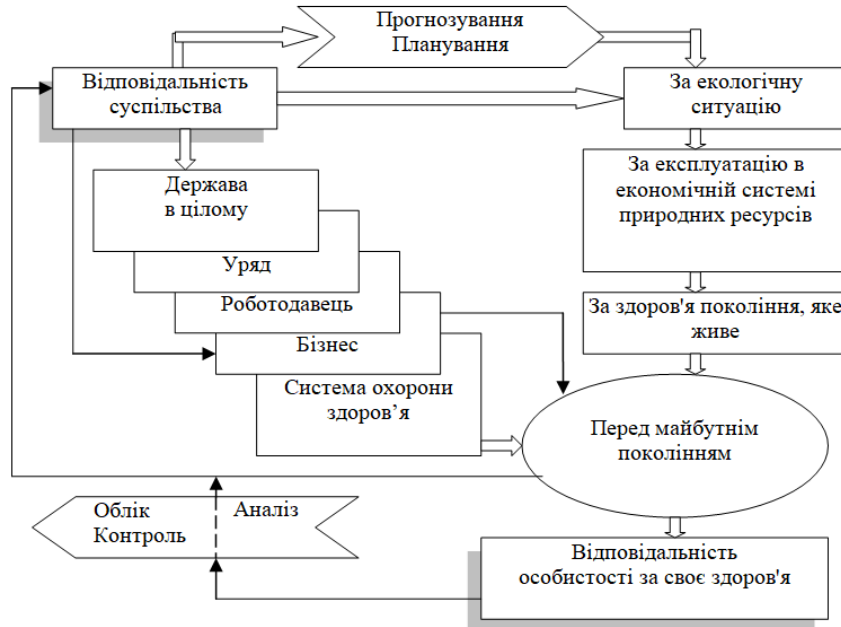 Прогнозування
Планування
Відповідальність
суспільства
За екологічну
ситуацію
Держава
в цілому
За експлуатацію в
економічній системі
природних ресурсів
Уряд
Роботодавець
За здоров'я покоління, яке
живе
Бізнес
Система охорони
здоров’я
Перед майбутнім
поколінням
Облік
Контроль
Аналіз
Відповідальність
особистості за своє здоров'я